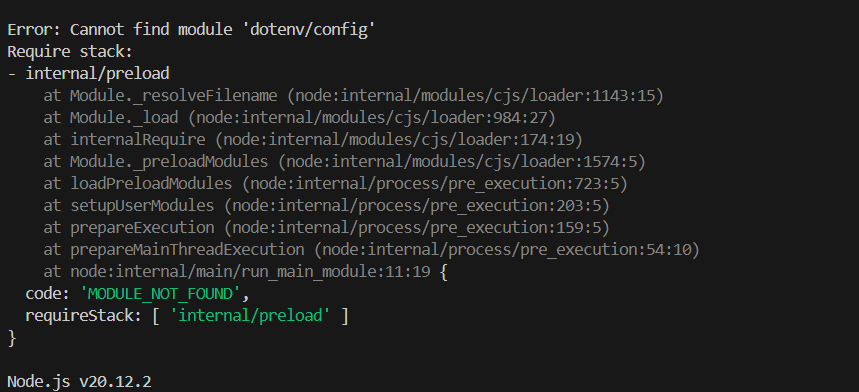 Error: Cannot find module 'dotenv/config'
Require stack:
- internal/preload
    at Module._resolveFilename (node:internal/modules/cjs/loader:1143:15)
    at Module._load (node:internal/modules/cjs/loader:984:27)
    at internalRequire (node:internal/modules/cjs/loader:174:19)
    at Module._preloadModules (node:internal/modules/cjs/loader:1574:5)
    at loadPreloadModules (node:internal/process/pre_execution:723:5)
    at setupUserModules (node:internal/process/pre_execution:203:5)
    at prepareExecution (node:internal/process/pre_execution:159:5)
    at prepareMainThreadExecution (node:internal/process/pre_execution:54:10)
    at node:internal/main/run_main_module:11:19 {
  code: 'MODULE_NOT_FOUND',
  requireStack: [ 'internal/preload' ]
}
Node.js v20.12.2